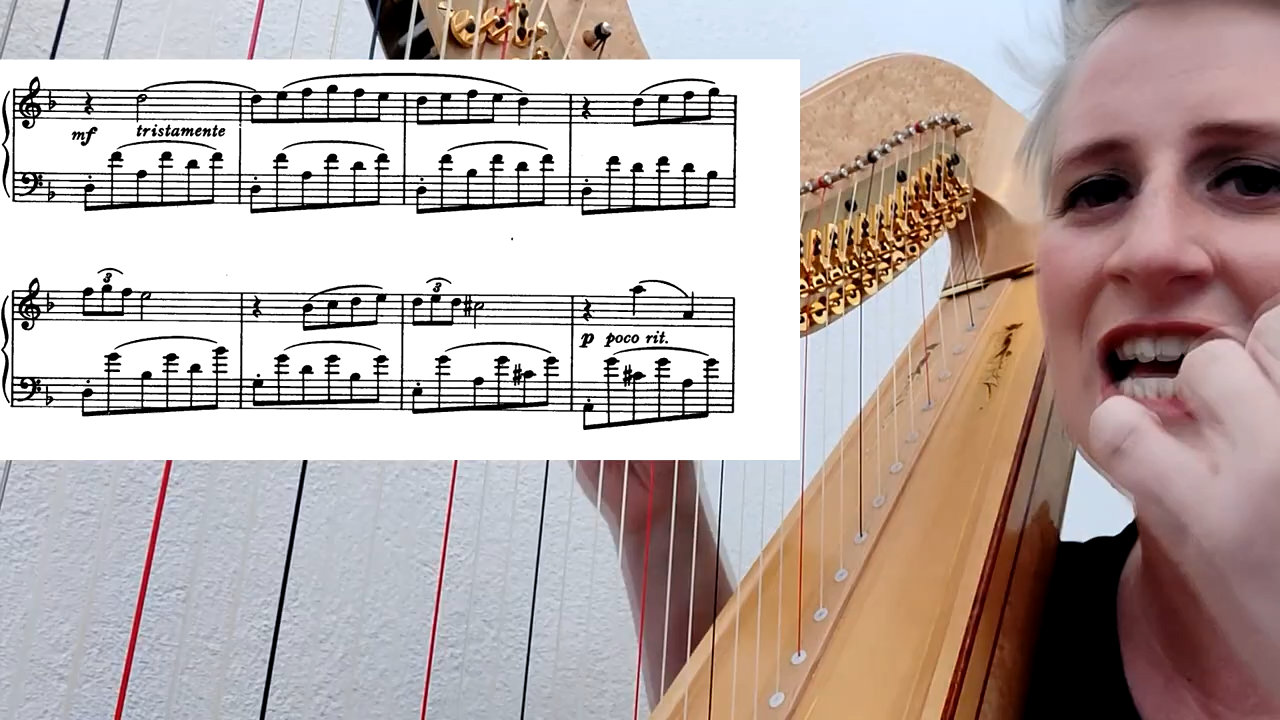 mf tristamente
3 3
p poco rit.